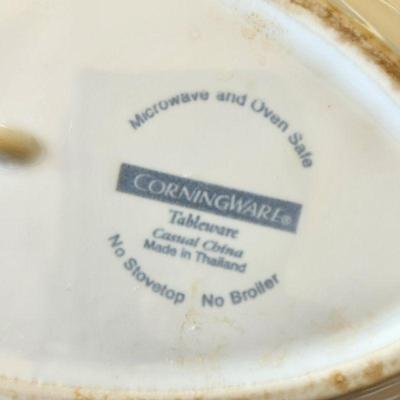 Microwave and Oven Safe
CORNINGWARE®
Tableware
Casual China
Made in Thailand
No Stovetop No Broiler